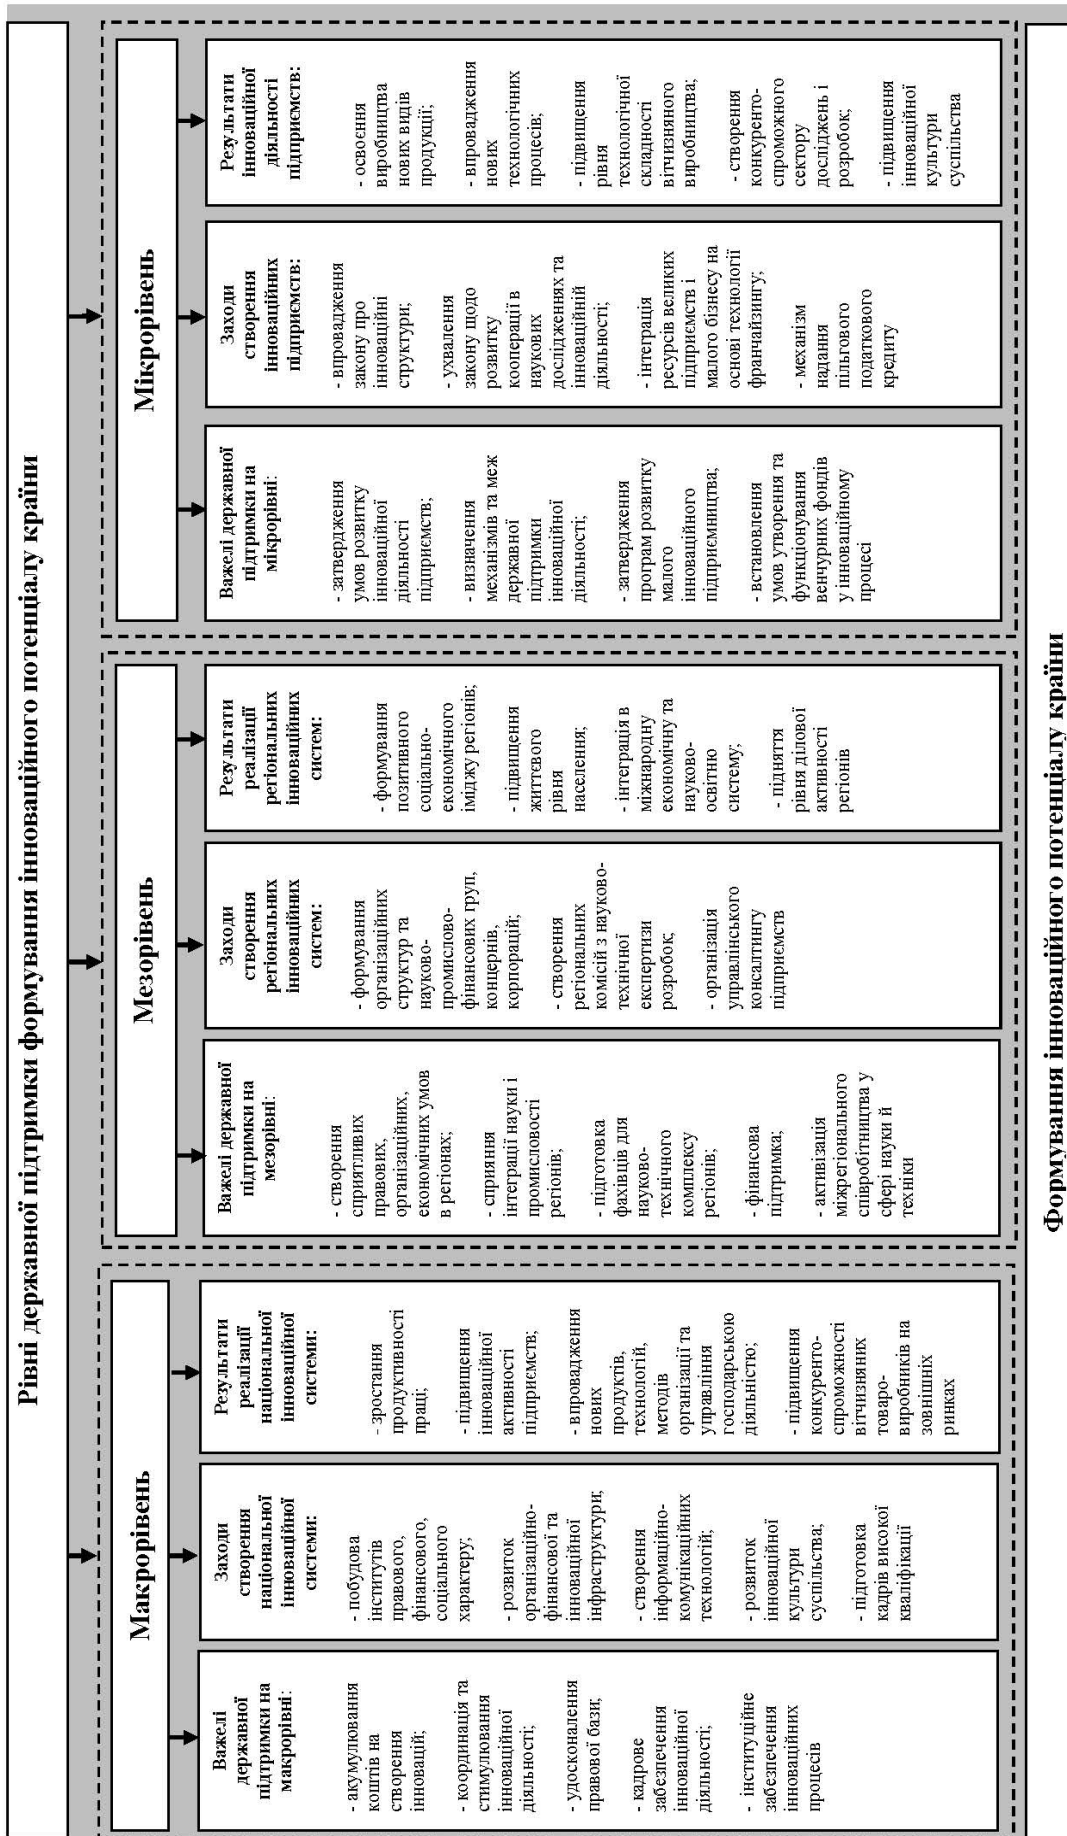 Рівні державної підтримки формування інноваційного потенціалу країни
Макрорівень
Важелі
державної
підтримки на
макрорівні:
- акумулювання
коштів на
створення
інновацій;
- координація та
стимулювання
інноваційної
діяльності;
- удосконалення
правової бази;
- кадрове
забезпечення
інноваційної
діяльності;
- інституційне
забезпечення
інноваційних
процесів
Заходи
створення
національної
інноваційної
системи:
- побудова
інститутів
правового,
фінансового,
соціального
характеру;
- розвиток
організаційно-
фінансової та
інноваційної
інфраструктури;
- створення
інформаційно-
комунікаційних
технологій;
- розвиток
інноваційної
культури
суспільства;
- підготовка
кадрів високої
кваліфікації
Результати
реалізації
національної
інноваційної
системи:
- зростання
продуктивності
праці;
- підвищення
інноваційної
активності
підприємств;
- впровадження
нових
продуктів,
технологій,
методів
організації та
управління
господарською
діяльністю;
- підвищення
конкуренто-
спроможності
вітчизняних
товаро-
виробників на
зовнішніх
ринках
Мезорівень
Важелі державної
підтримки на
мезорівні:
- створення
сприятливих
правових,
організаційних,
економічних умов
в регіонах;
- сприяння
інтеграції науки і
промисловості
регіонів;
- підготовка
фахівців для
науково-
технічного
комплексу
регіонів;
- фінансова
підтримка;
- активізація
міжрегіонального
співробітництва у
сфері науки й
техніки
Заходи
створення
регіональних
інноваційних
систем:
- формування
організаційних
структур та
науково-
промислово-
фінансових груп,
концернів,
корпорацій;
- створення
регіональних
комісій з науково-
технічної
експертизи
розробок;
- організація
управлінського
консалтингу
підприємств
Результати
реалізації
регіональних
інноваційних
систем:
- формування
позитивного
соціально-
економічного
іміджу регіонів;
- підвищення
життєвого
рівня
населення;
- інтеграція в
міжнародну
економічну та
науково-
освітню
систему;
- підняття
рівня ділової
активності
регіонів
Мікрорівень
Важелі державної
підтримки на
мікрорівні:
- затвердження
умов розвитку
інноваційної
діяльності
підприємств;
- визначення
механізмів та меж
державної
підтримки
інноваційної
діяльності;
- затвердження
програм розвитку
малого
інноваційного
підприємництва;
- встановлення
умов утворення та
функціонування
венчурних фондів
у інноваційному
процесі
Заходи
створення
інноваційних
підприємств:
- впровадження
закону про
інноваційні
структури;
- ухвалення
закону щодо
розвитку
кооперації в
наукових
дослідженнях та
інноваційній
діяльності;
- інтеграція
ресурсів великих
підприємств і
малого бізнесу на
основі технології
франчайзингу;
- механізм
надання
пільгового
податкового
кредиту
Результати
інноваційної
діяльності
підприємств:
- освоєння
виробництва
нових видів
продукції;
- впровадження
нових
технологічних
процесів;
- підвищення
рівня
технологічної
складності
вітчизняного
виробництва;
- створення
конкуренто-
спроможного
сектору
досліджень і
розробок;
- підвищення
інноваційної
культури
суспільства
Формування інноваційного потенціалу країни